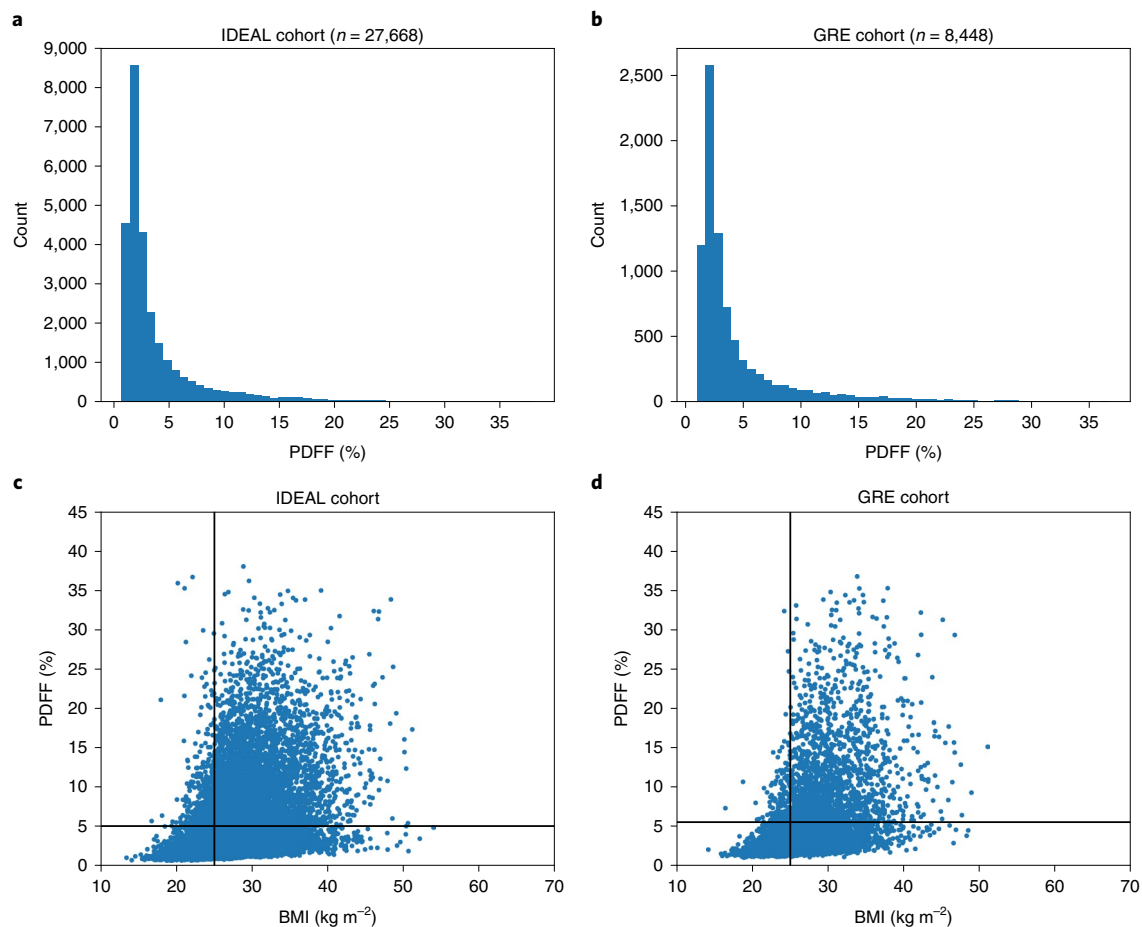 a
IDEAL cohort (n = 27,668)
9,000
8,000
7,000
6,000
5,000
4,000
3,000
2,000
1,000
0
Count
0 5 10 15 20 25 30 35
PDFF (%)
b
GRE cohort (n = 8,448)
2,500
2,000
1,500
1,000
500
0
Count
0 5 10 15 20 25 30 35
PDFF (%)
c
IDEAL cohort
45
40
35
30
25
20
15
10
5
0
PDFF (%)
10 20 30 40 50 60 70
BMI (kg m⁻²)
d
GRE cohort
45
40
35
30
25
20
15
10
5
0
PDFF (%)
10 20 30 40 50 60 70
BMI (kg m⁻²)